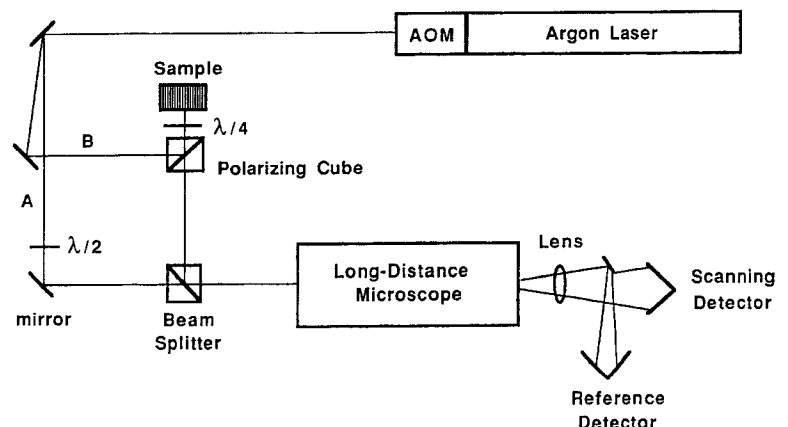 AOM
Argon Laser
Sample
λ/4
B
Polarizing Cube
A
λ/2
mirror
Beam
Splitter
Long-Distance
Microscope
Lens
Scanning
Detector
Reference
Detector